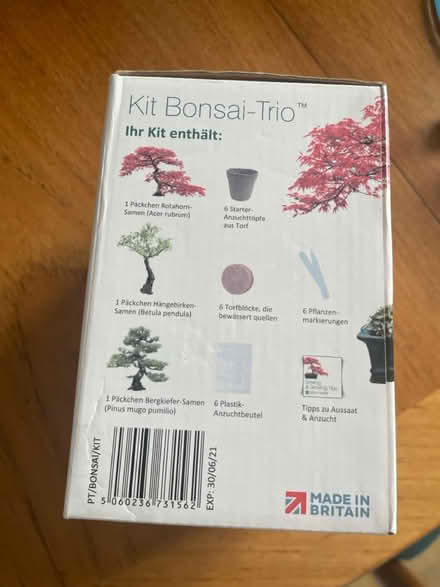 Kit Bonsai-Trio™
Ihr Kit enthält:
1 Päckchen Rotahorn-
Samen (Acer rubrum)
6 Starter-
Anzuchttöpfe
aus Torf
1 Päckchen Hängebirken-
Samen (Betula pendula)
6 Torfblöcke, die
bewässert quellen
6 Pflanzen-
markierungen
1 Päckchen Bergkiefer-Samen
(Pinus mugo pumilio)
6 Plastik-
Anzuchtbeutel
Tipps zu Aussaat
& Anzucht
PT/BONSAI/KIT
5 060236 731562
EXP: 30/06/21
MADE IN
BRITAIN